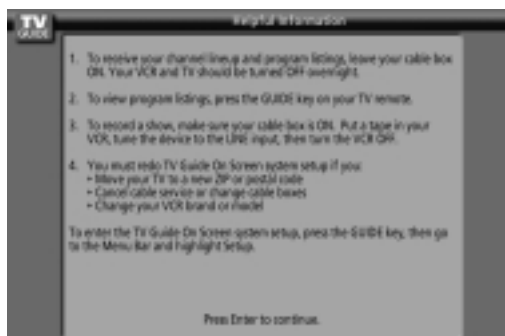 TV
GUIDE
Helpful Information
1. To receive your channel lineup and program listings, leave your cable box
ON. Your VCR and TV should be turned OFF overnight.
2. To view program listings, press the GUIDE key on your TV remote.
3. To record a show, make sure your cable box is ON. Put a tape in your
VCR, tune the device to the LINE input, then turn the VCR OFF.
4. You must redo TV Guide On Screen system setup if you:
• Move your TV to a new ZIP or postal code
• Cancel cable service or change cable boxes
• Change your VCR brand or model
To enter the TV Guide On Screen system setup, press the GUIDE key, then go
to the Menu Bar and highlight Setup.
Press Enter to continue.